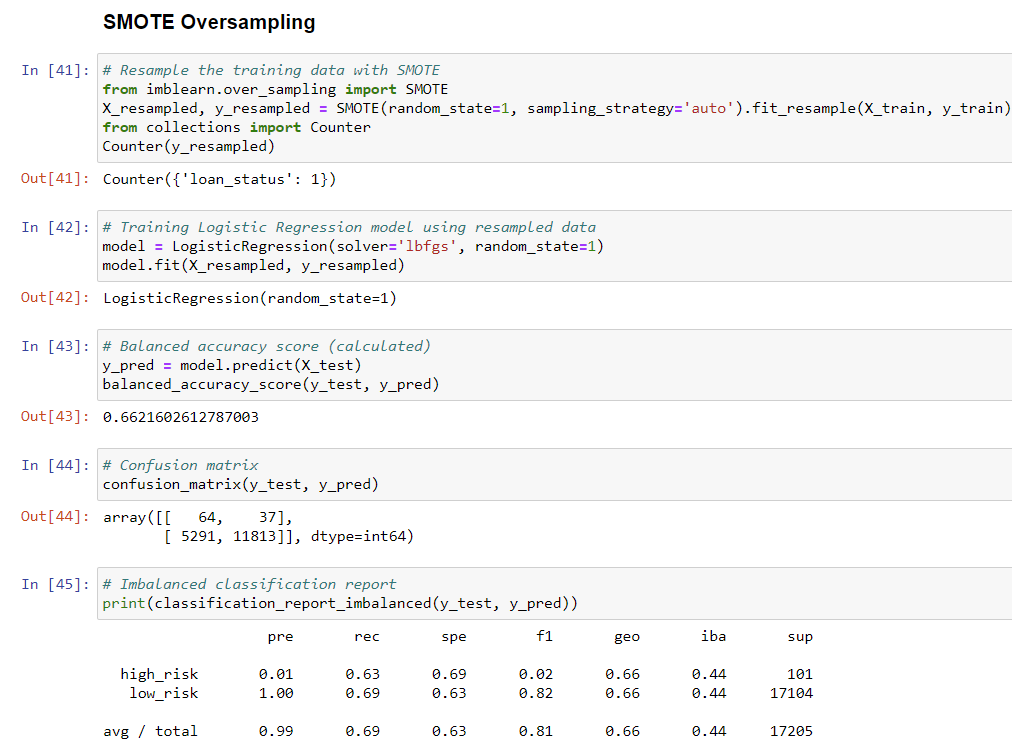 SMOTE Oversampling
In [41]: # Resample the training data with SMOTE
from imblearn.over_sampling import SMOTE
X_resampled, y_resampled = SMOTE(random_state=1, sampling_strategy='auto').fit_resample(X_train, y_train)
from collections import Counter
Counter(y_resampled)
Out[41]: Counter({'loan_status': 1})
In [42]: # Training Logistic Regression model using resampled data
model = LogisticRegression(solver='lbfgs', random_state=1)
model.fit(X_resampled, y_resampled)
Out[42]: LogisticRegression(random_state=1)
In [43]: # Balanced accuracy score (calculated)
y_pred = model.predict(X_test)
balanced_accuracy_score(y_test, y_pred)
Out[43]: 0.6621602612787003
In [44]: # Confusion matrix
confusion_matrix(y_test, y_pred)
Out[44]: array([[   64,    37],
[ 5291, 11813]], dtype=int64)
In [45]: # Imbalanced classification report
print(classification_report_imbalanced(y_test, y_pred))
pre rec spe f1 geo iba sup
high_risk 0.01 0.63 0.69 0.02 0.66 0.44 101
low_risk 1.00 0.69 0.63 0.82 0.66 0.44 17104
avg / total 0.99 0.69 0.63 0.81 0.66 0.44 17205